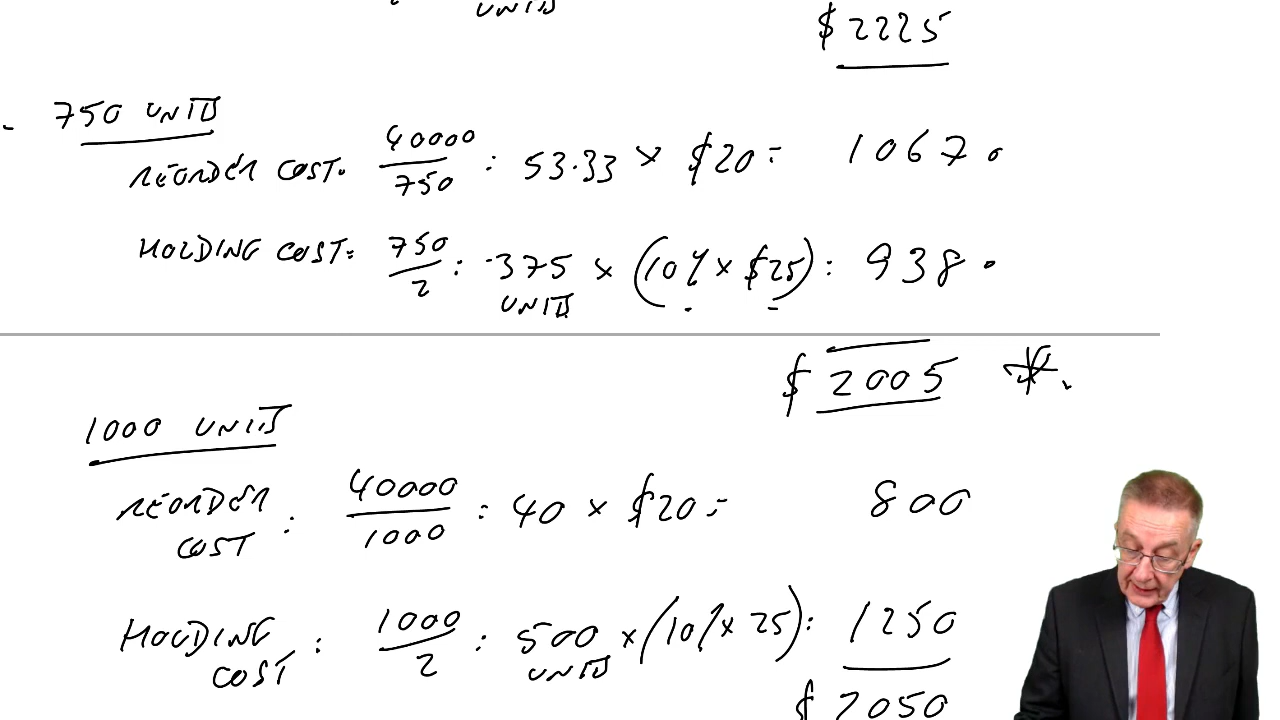 UNITS
$2225
750 UNITS
REORDER COST. 40000/750 : 53.33 × $20 = 1067.
HOLDING COST: 750/2 : 375 UNITS × (10% × $25) : 938.
$2005 *.
1000 UNITS
REORDER COST : 40000/1000 : 40 × $20 = 800
HOLDING COST : 1000/2 : 500 UNITS × (10% × 25) : 1250
$2050